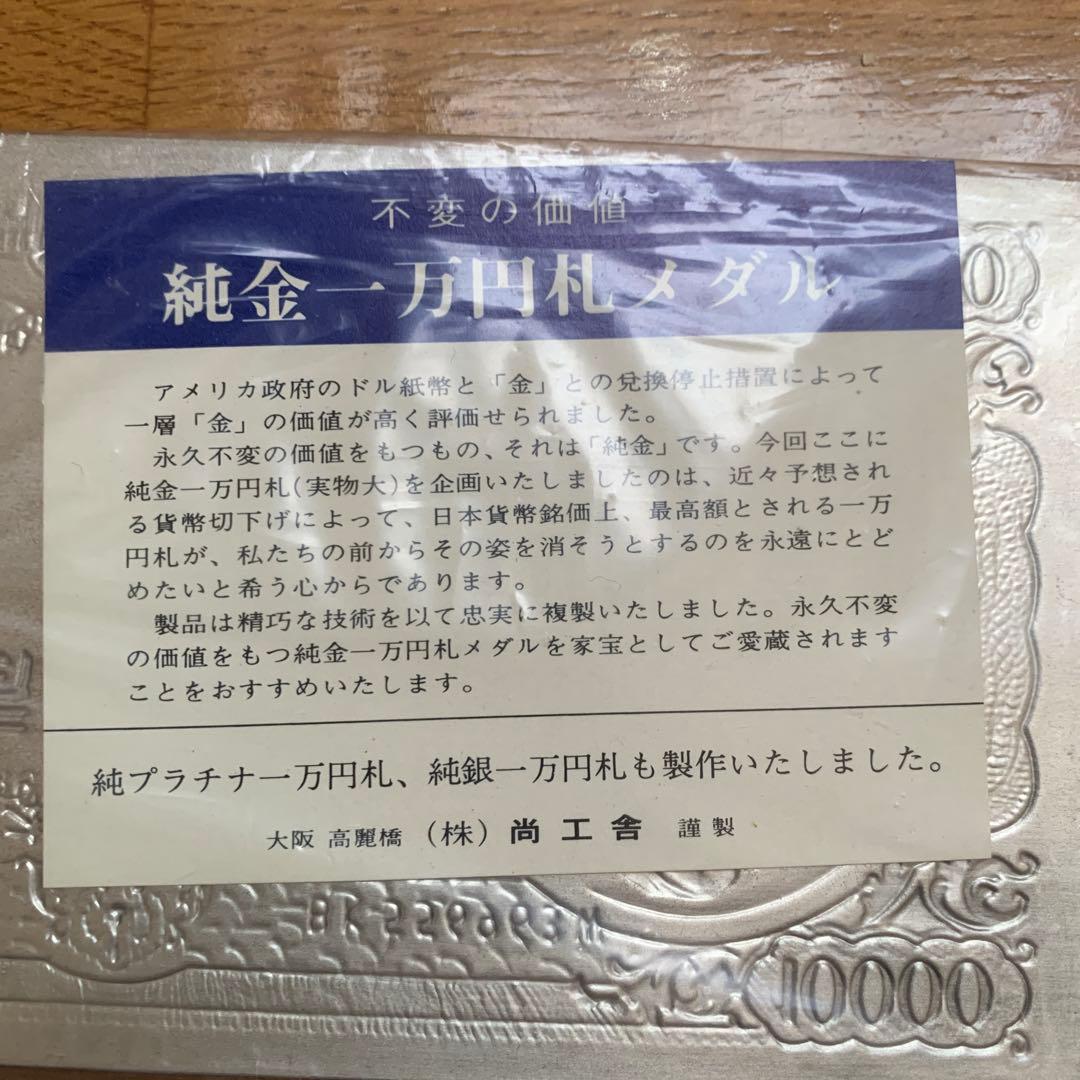 不変の価値
純金一万円札メダル
アメリカ政府のドル紙幣と「金」との兌換停止措置によって
一層「金」の価値が高く評価せられました。
永久不変の価値をもつもの、それは「純金」です。今回ここに
純金一万円札(実物大)を企画いたしましたのは、近々予想され
る貨幣切下げによって、日本貨幣銘価上、最高額とされる一万
円札が、私たちの前からその姿を消そうとするのを永遠にとど
めたいと希う心からであります。
製品は精巧な技術を以て忠実に複製いたしました。永久不変
の価値をもつ純金一万円札メダルを家宝としてご愛蔵されます
ことをおすすめいたします。
純プラチナ一万円札、純銀一万円札も製作いたしました。
大阪 高麗橋 (株) 尚工舎 謹製
10000